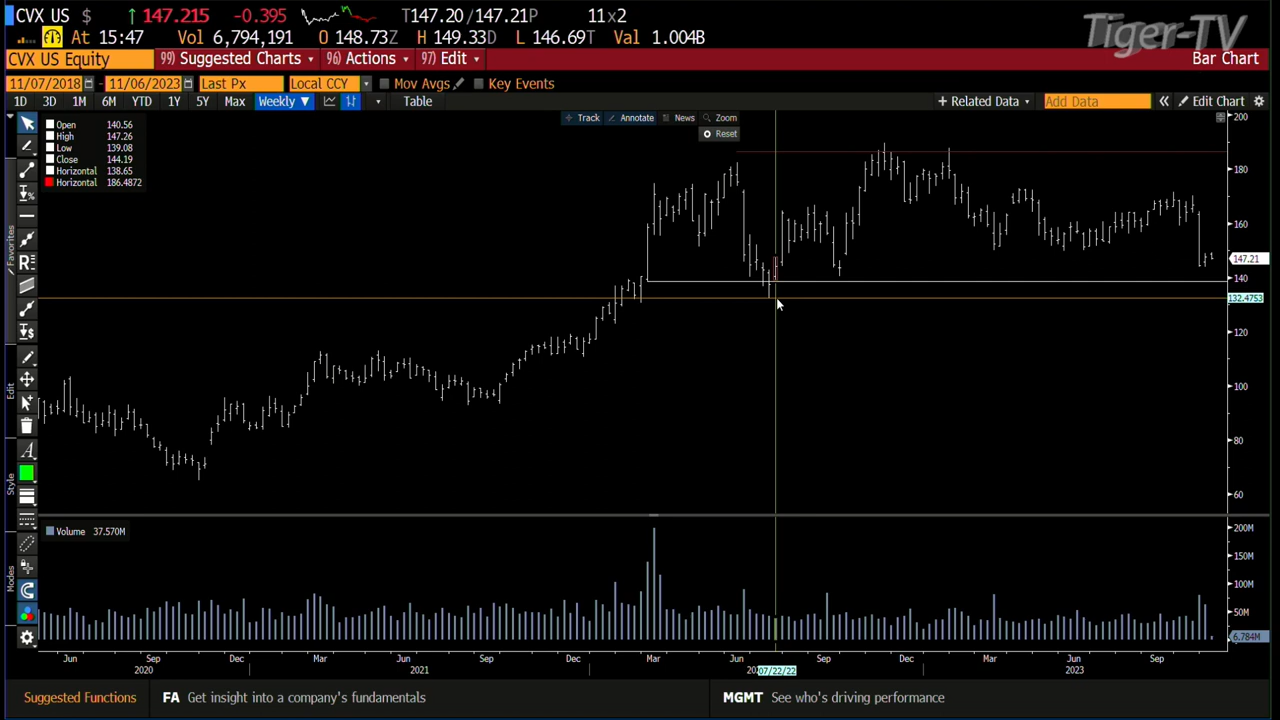 CVX US $ ↑ 147.215 -0.395 T147.20/147.21P 11x2
At 15:47 Vol 6,794,191 O 148.73Z H 149.33D L 146.69T Val 1.004B
Tiger-TV
CVX US Equity 99) Suggested Charts 96) Actions 97) Edit Bar Chart
11/07/2018 - 11/06/2023 Last Px Local CCY Mov Avgs Key Events
1D 3D 1M 6M YTD 1Y 5Y Max Weekly ▼ Table + Related Data Add Data « Edit Chart
Track Annotate News Zoom
Reset
Open 140.56
High 147.26
Low 139.08
Close 144.19
Horizontal 138.65
Horizontal 186.4872
Favorites
Edit
Style
Modes
200
180
160
147.21
140
132.4753
120
100
80
60
Volume 37.570M
200M
150M
100M
50M
6.784M
Jun Sep Dec Mar Jun Sep Dec Mar Jun Sep Dec Mar Jun Sep
2020 2021 20 07/22/22 2023
Suggested Functions FA Get insight into a company's fundamentals MGMT See who's driving performance